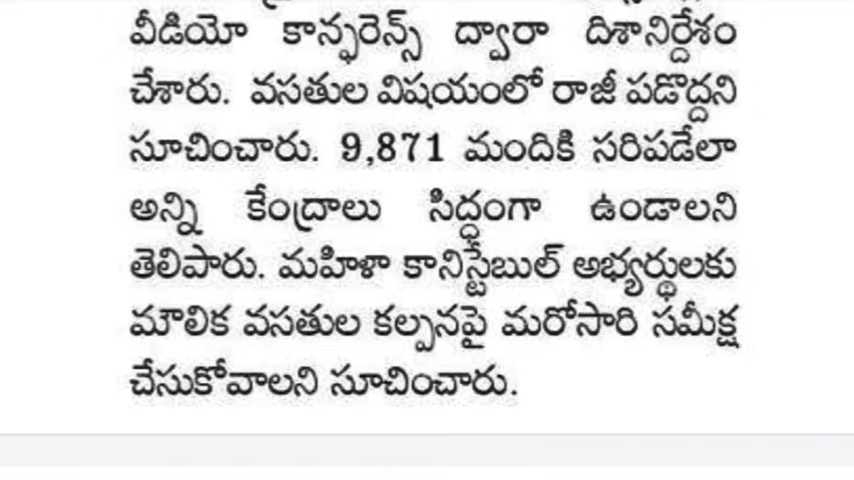 వీడియో కాన్ఫరెన్స్ ద్వారా దిశానిర్దేశం
చేశారు. వసతుల విషయంలో రాజీ పడొద్దని
సూచించారు. 9,871 మందికి సరిపడేలా
అన్ని కేంద్రాలు సిద్ధంగా ఉండాలని
తెలిపారు. మహిళా కానిస్టేబుల్ అభ్యర్థులకు
మౌలిక వసతుల కల్పనపై మరోసారి సమీక్ష
చేసుకోవాలని సూచించారు.